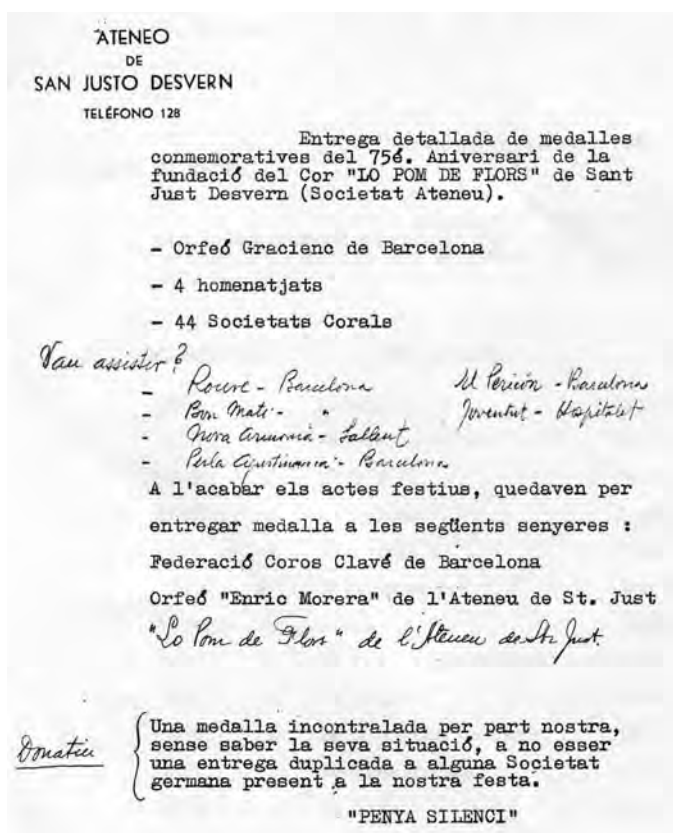 ATENEO
DE
SAN JUSTO DESVERN
TELÉFONO 128
Entrega detallada de medalles
conmemoratives del 75é. Aniversari de la
fundació del Cor "LO POM DE FLORS" de Sant
Just Desvern (Societat Ateneu).
- Orfeó Gracienc de Barcelona
- 4 homenatjats
- 44 Societats Corals
Van assistir?
- Roure - Barcelona
- Bon Matí - "
- Nova Armonia - Sallent
- Perla Agustinenca - Barcelona
El Pericón - Barcelona
Joventut - Hospitalet
A l'acabar els actes festius, quedaven per
entregar medalla a les següents senyeres :
Federació Coros Clavé de Barcelona
Orfeó "Enric Morera" de l'Ateneu de St. Just
"Lo Pom de Flors" de l'Ateneu de St. Just.
Donatiu
Una medalla incontralada per part nostra,
sense saber la seva situació, a no esser
una entrega duplicada a alguna Societat
germana present a la nostra festa.
"PENYA SILENCI"